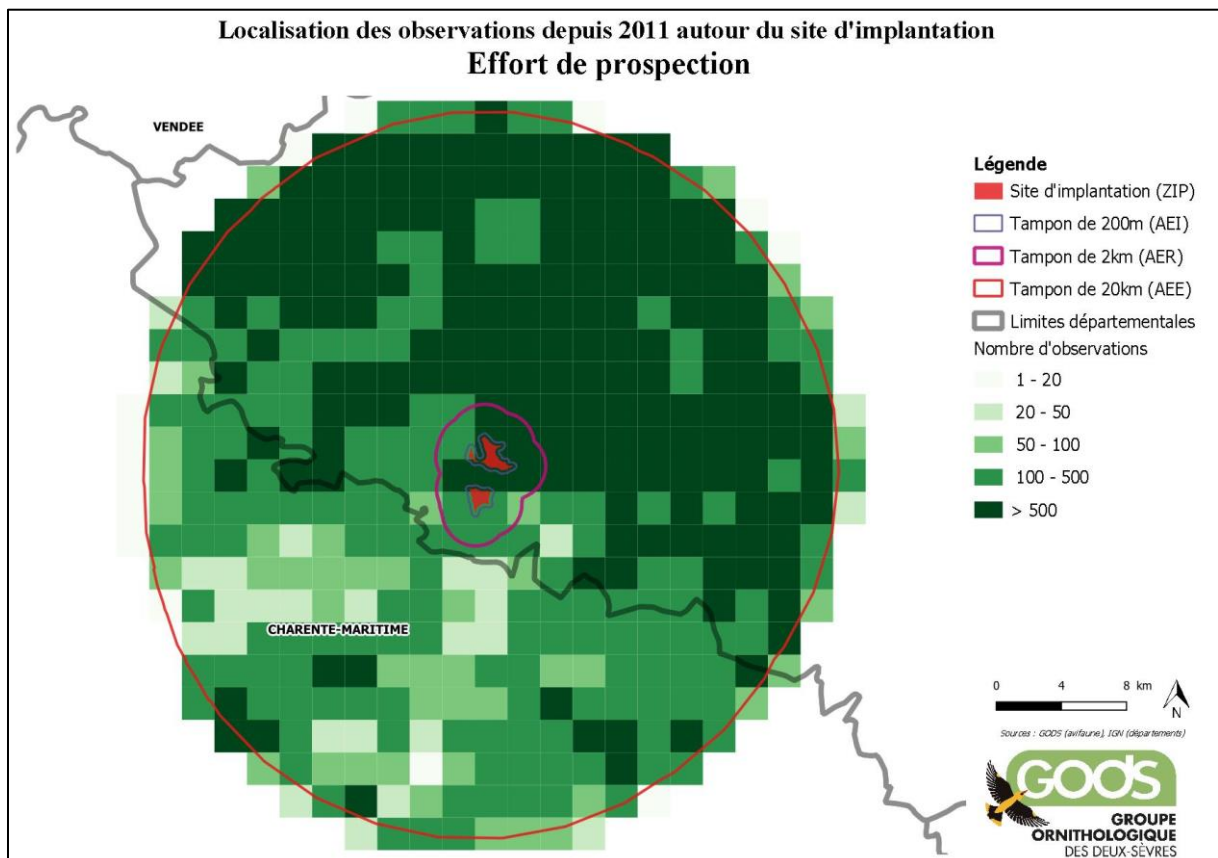 Localisation des observations depuis 2011 autour du site d'implantation
Effort de prospection
VENDEE
CHARENTE-MARITIME
Légende
Site d'implantation (ZIP)
Tampon de 200m (AEI)
Tampon de 2km (AER)
Tampon de 20km (AEE)
Limites départementales
Nombre d'observations
1 - 20
20 - 50
50 - 100
100 - 500
> 500
0 4 8 km
N
Sources : GODS (avifaune), IGN (départements)
GODS
GROUPE
ORNITHOLOGIQUE
DES DEUX-SÈVRES